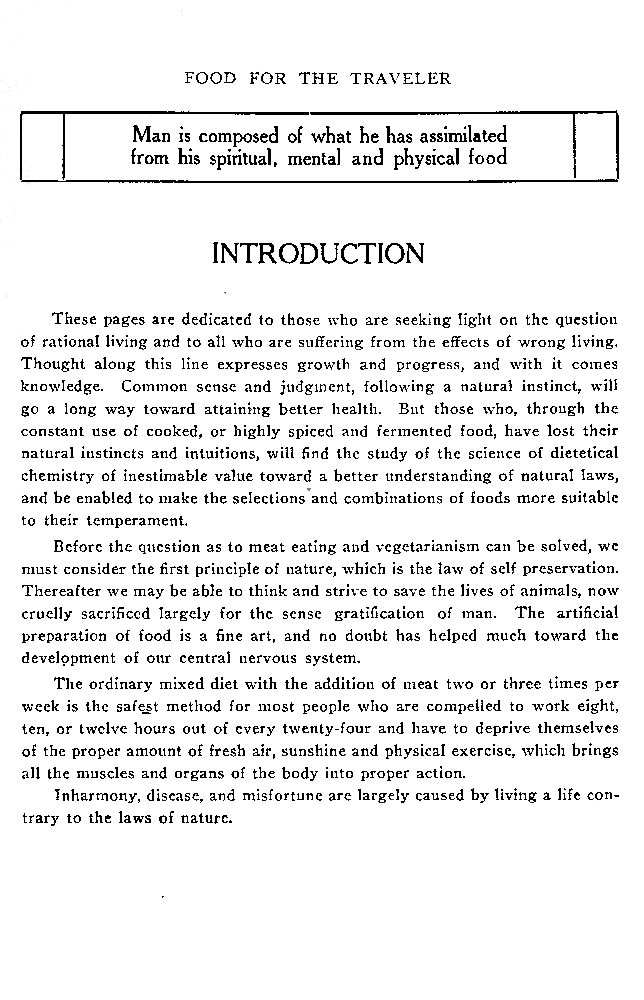 FOOD FOR THE TRAVELER
Man is composed of what he has assimilated
from his spiritual, mental and physical food
INTRODUCTION
These pages are dedicated to those who are seeking light on the question
of rational living and to all who are suffering from the effects of wrong living.
Thought along this line expresses growth and progress, and with it comes
knowledge. Common sense and judgment, following a natural instinct, will
go a long way toward attaining better health. But those who, through the
constant use of cooked, or highly spiced and fermented food, have lost their
natural instincts and intuitions, will find the study of the science of dietetical
chemistry of inestimable value toward a better understanding of natural laws,
and be enabled to make the selections and combinations of foods more suitable
to their temperament.
Before the question as to meat eating and vegetarianism can be solved, we
must consider the first principle of nature, which is the law of self preservation.
Thereafter we may be able to think and strive to save the lives of animals, now
cruelly sacrificed largely for the sense gratification of man. The artificial
preparation of food is a fine art, and no doubt has helped much toward the
development of our central nervous system.
The ordinary mixed diet with the addition of meat two or three times per
week is the safest method for most people who are compelled to work eight,
ten, or twelve hours out of every twenty-four and have to deprive themselves
of the proper amount of fresh air, sunshine and physical exercise, which brings
all the muscles and organs of the body into proper action.
Inharmony, disease, and misfortune are largely caused by living a life con-
trary to the laws of nature.